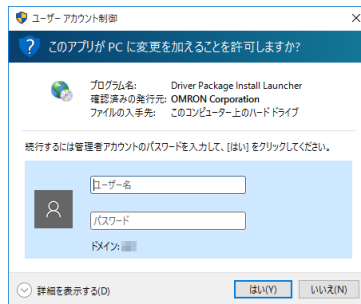 ユーザー アカウント制御
このアプリが PC に変更を加えることを許可しますか?
プログラム名: Driver Package Install Launcher
確認済みの発行元: OMRON Corporation
ファイルの入手先: このコンピューター上のハード ドライブ
続行するには管理者アカウントのパスワードを入力して、[はい] をクリックしてください。
ユーザー名
パスワード
ドメイン:
詳細を表示する(D)
はい(Y)
いいえ(N)